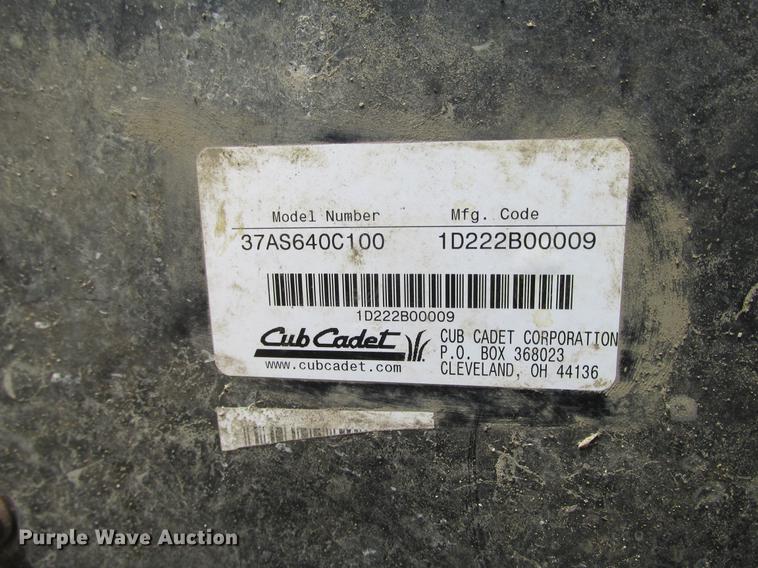 Model Number Mfg. Code
37AS640C100 1D222B00009
1D222B00009
Cub Cadet
www.cubcadet.com
CUB CADET CORPORATION
P.O. BOX 368023
CLEVELAND, OH 44136
Purple Wave Auction